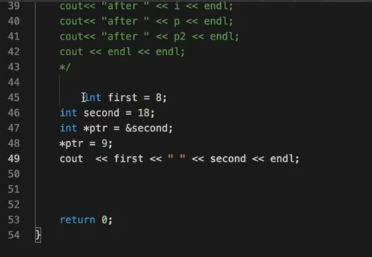 39 cout<< "after " << i << endl;
40 cout<< "after " << p << endl;
41 cout<< "after " << p2 << endl;
42 cout << endl << endl;
43 */
44
45 int first = 8;
46 int second = 18;
47 int *ptr = &second;
48 *ptr = 9;
49 cout << first << " " << second << endl;
50
51
52
53 return 0;
54 }